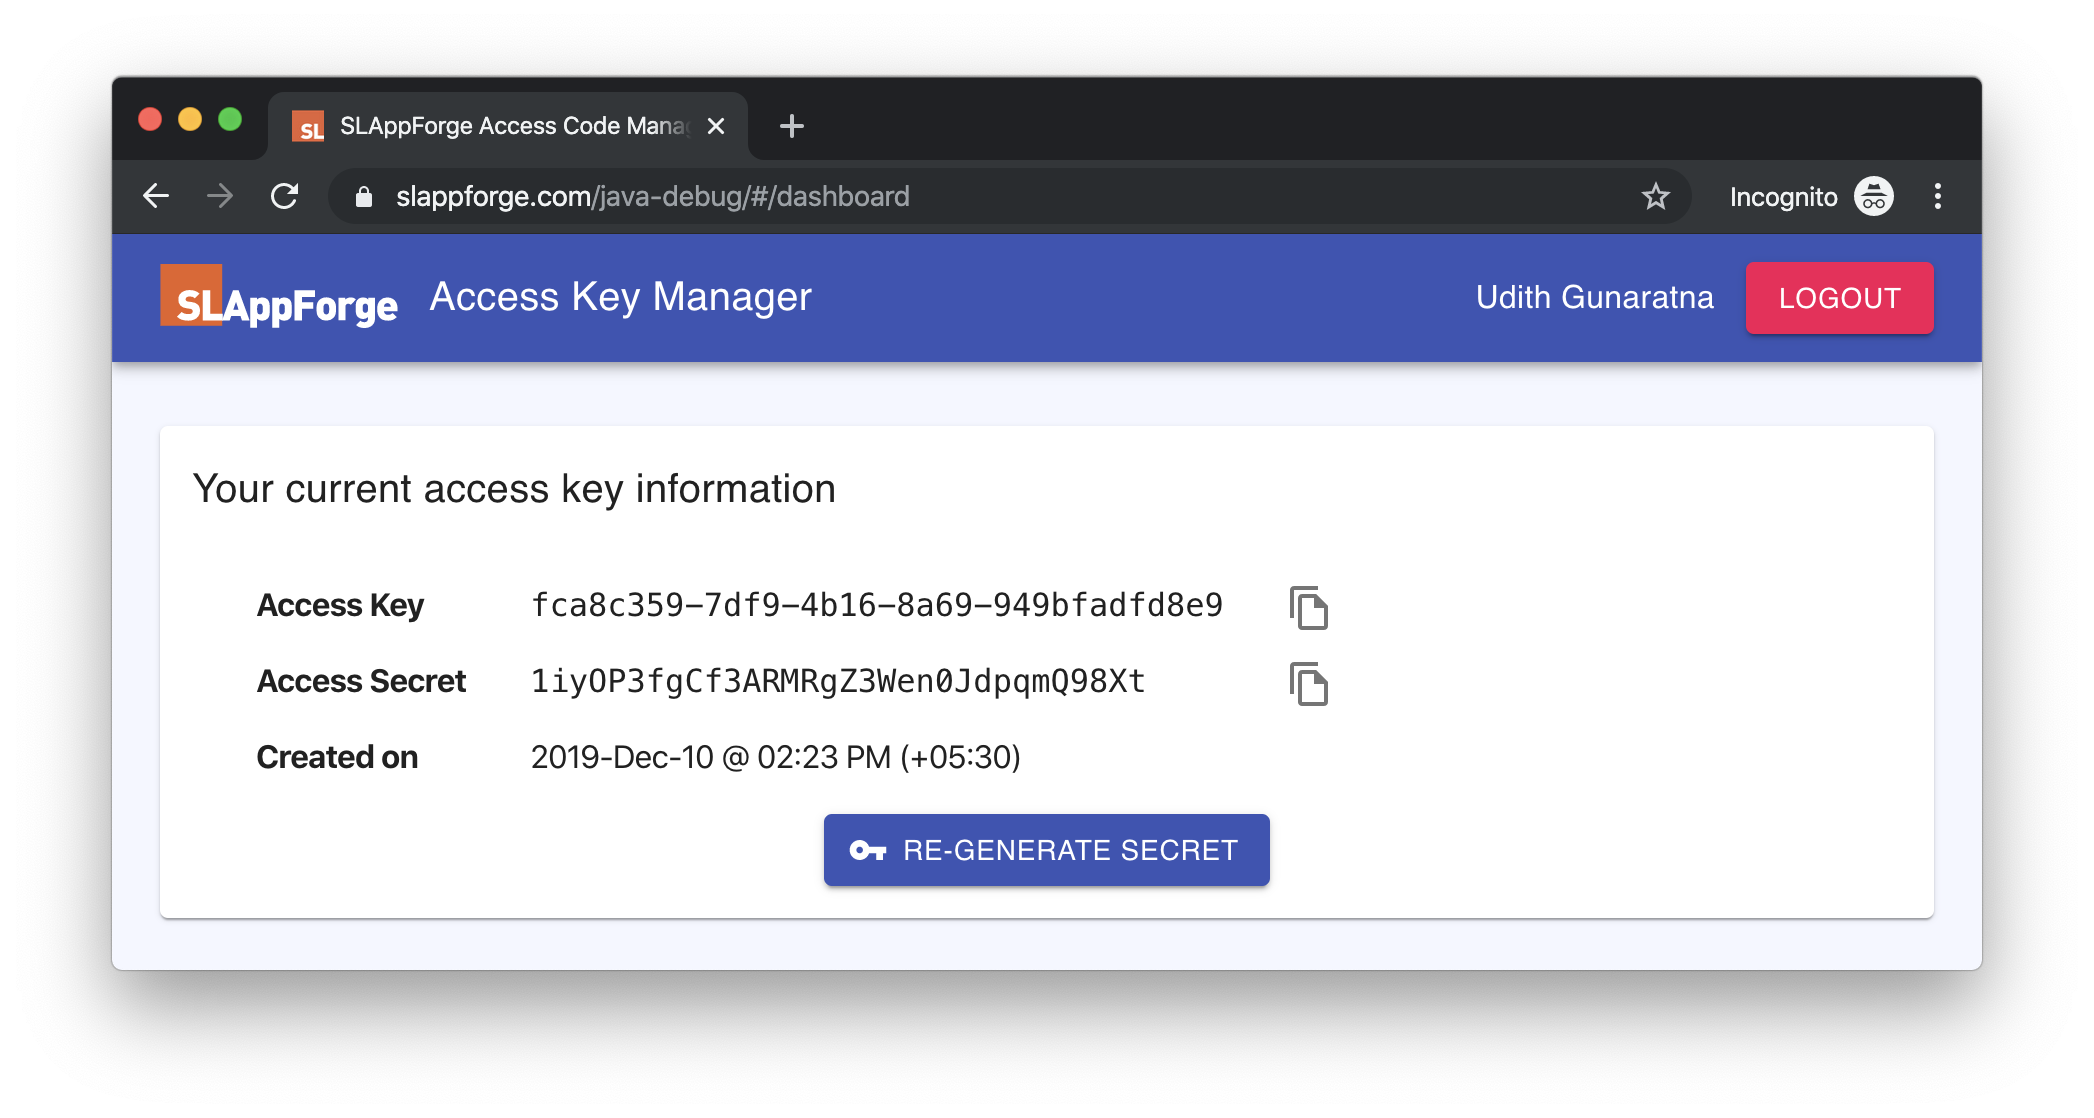 SL SLAppForge Access Code Mana
slappforge.com/java-debug/#/dashboard Incognito
SLAppForge Access Key Manager Udith Gunaratna LOGOUT
Your current access key information
Access Key fca8c359-7df9-4b16-8a69-949bfadfd8e9
Access Secret 1iyOP3fgCf3ARMRgZ3Wen0JdpqmQ98Xt
Created on 2019-Dec-10 @ 02:23 PM (+05:30)
RE-GENERATE SECRET